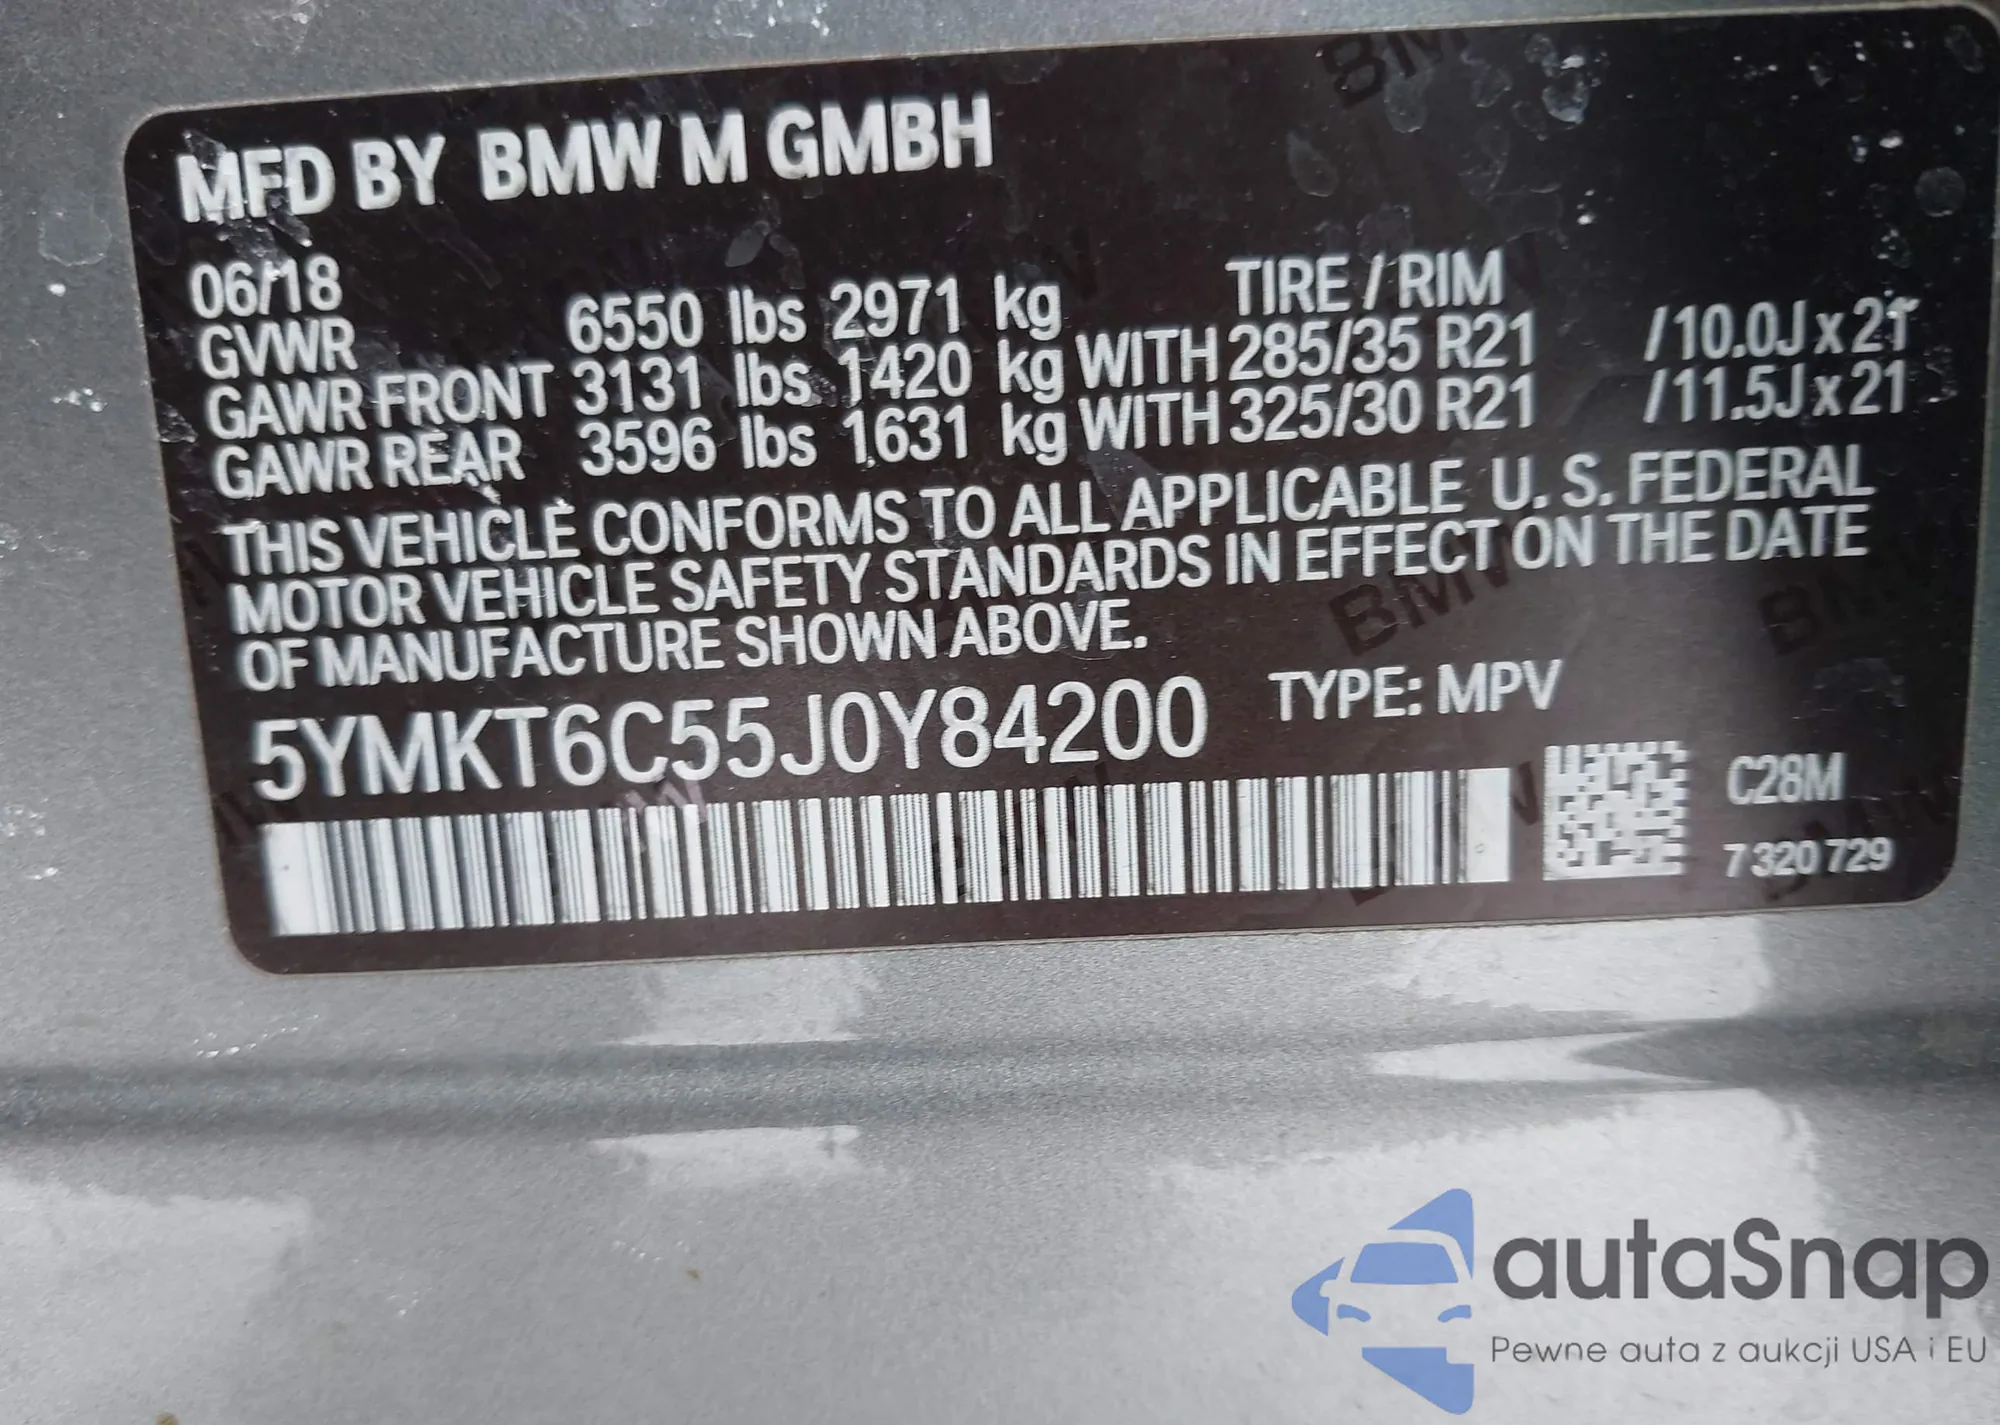 MFD BY BMW M GMBH
06/18
TIRE / RIM
GVWR 6550 lbs 2971 kg
GAWR FRONT 3131 lbs 1420 kg WITH 285/35 R21 /10.0J x 21
GAWR REAR 3596 lbs 1631 kg WITH 325/30 R21 /11.5J x 21
THIS VEHICLE CONFORMS TO ALL APPLICABLE U. S. FEDERAL
MOTOR VEHICLE SAFETY STANDARDS IN EFFECT ON THE DATE
OF MANUFACTURE SHOWN ABOVE.
5YMKT6C55J0Y84200 TYPE: MPV
C28M
7 320 729
autaSnap
Pewne auta z aukcji USA i EU